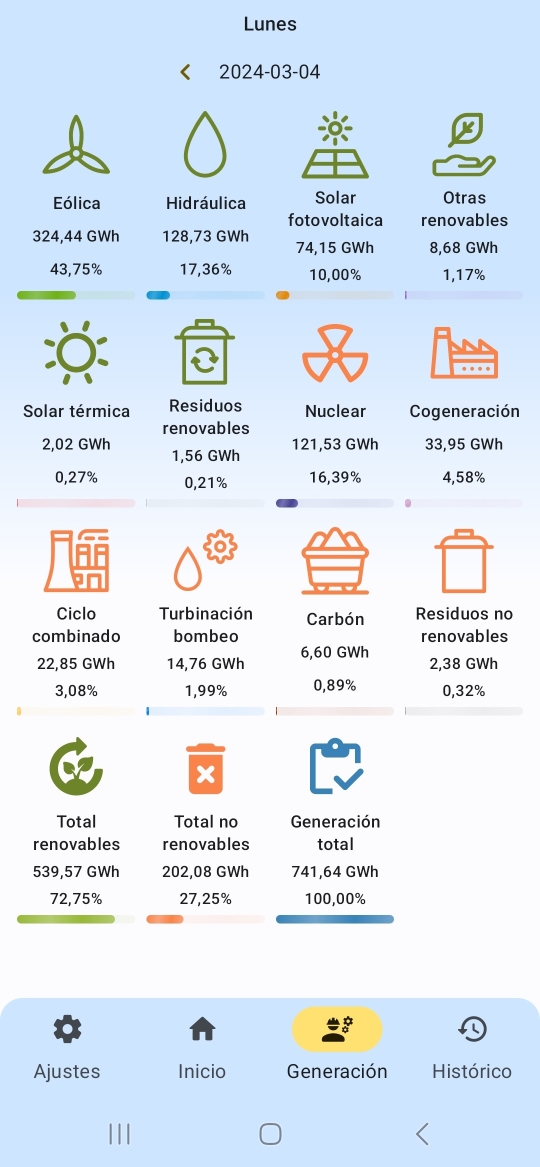 Lunes
2024-03-04
Eólica
324,44 GWh
43,75%
Hidráulica
128,73 GWh
17,36%
Solar
fotovoltaica
74,15 GWh
10,00%
Otras
renovables
8,68 GWh
1,17%
Solar térmica
2,02 GWh
0,27%
Residuos
renovables
1,56 GWh
0,21%
Nuclear
121,53 GWh
16,39%
Cogeneración
33,95 GWh
4,58%
Ciclo
combinado
22,85 GWh
3,08%
Turbinación
bombeo
14,76 GWh
1,99%
Carbón
6,60 GWh
0,89%
Residuos no
renovables
2,38 GWh
0,32%
Total
renovables
539,57 GWh
72,75%
Total no
renovables
202,08 GWh
27,25%
Generación
total
741,64 GWh
100,00%
Ajustes
Inicio
Generación
Histórico